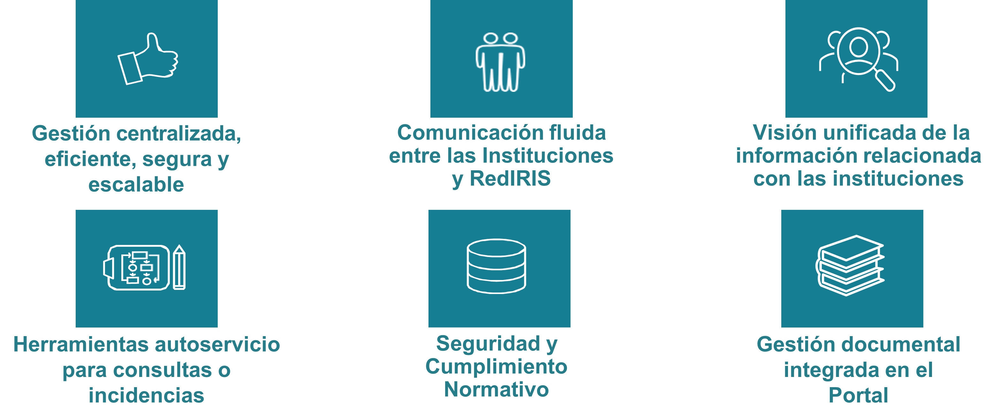 Gestión centralizada,
eficiente, segura y
escalable
Comunicación fluida
entre las Instituciones
y RedIRIS
Visión unificada de la
información relacionada
con las instituciones
Herramientas autoservicio
para consultas o
incidencias
Seguridad y
Cumplimiento
Normativo
Gestión documental
integrada en el
Portal